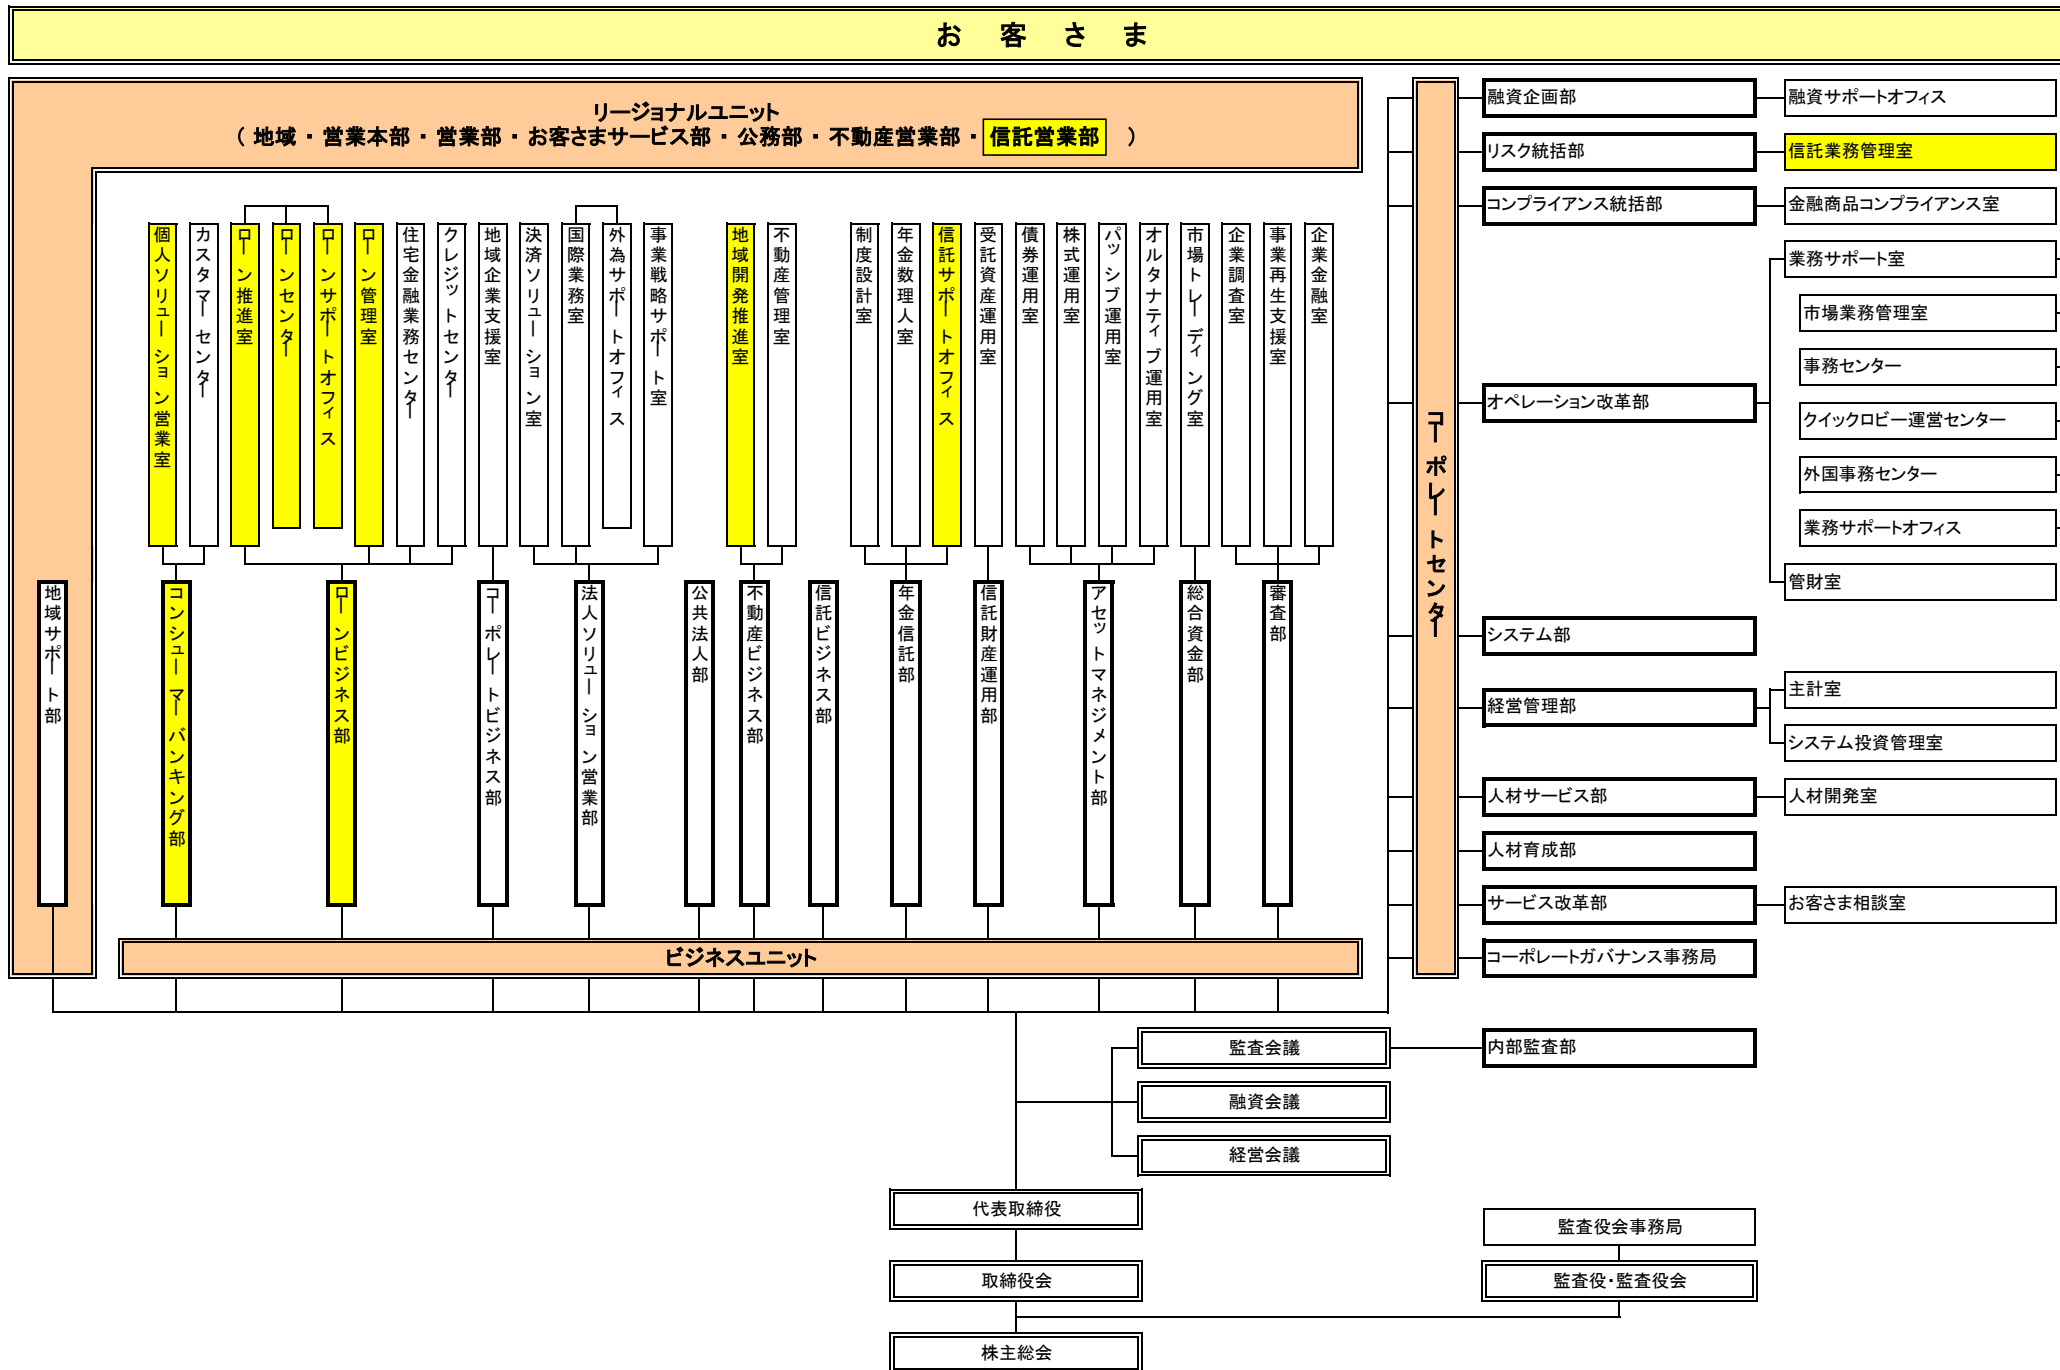 お客さま
リージョナルユニット
（ 地域 ・ 営業本部 ・ 営業部 ・ お客さまサービス部 ・ 公務部 ・ 不動産営業部 ・ 信託営業部 ）
個人ソリューション営業室
カスタマーセンター
ローン推進室
ローンセンター
ローンサポートオフィス
ローン管理室
住宅金融業務センター
クレジットセンター
地域企業支援室
決済ソリューション室
国際業務室
外為サポートオフィス
事業戦略サポート室
地域開発推進室
不動産管理室
制度設計室
年金数理人室
信託サポートオフィス
受託資産運用室
債券運用室
株式運用室
パッシブ運用室
オルタナティブ運用室
市場トレーディング室
企業調査室
事業再生支援室
企業金融室
地域サポート部
コンシューマーバンキング部
ローンビジネス部
コーポレートビジネス部
法人ソリューション営業部
公共法人部
不動産ビジネス部
信託ビジネス部
年金信託部
信託財産運用部
アセットマネジメント部
総合資金部
審査部
ビジネスユニット
コーポレートセンター
融資企画部
融資サポートオフィス
リスク統括部
信託業務管理室
コンプライアンス統括部
金融商品コンプライアンス室
業務サポート室
市場業務管理室
事務センター
オペレーション改革部
クイックロビー運営センター
外国事務センター
業務サポートオフィス
管財室
システム部
経営管理部
主計室
システム投資管理室
人材サービス部
人材開発室
人材育成部
サービス改革部
お客さま相談室
コーポレートガバナンス事務局
監査会議
内部監査部
融資会議
経営会議
代表取締役
監査役会事務局
取締役会
監査役・監査役会
株主総会